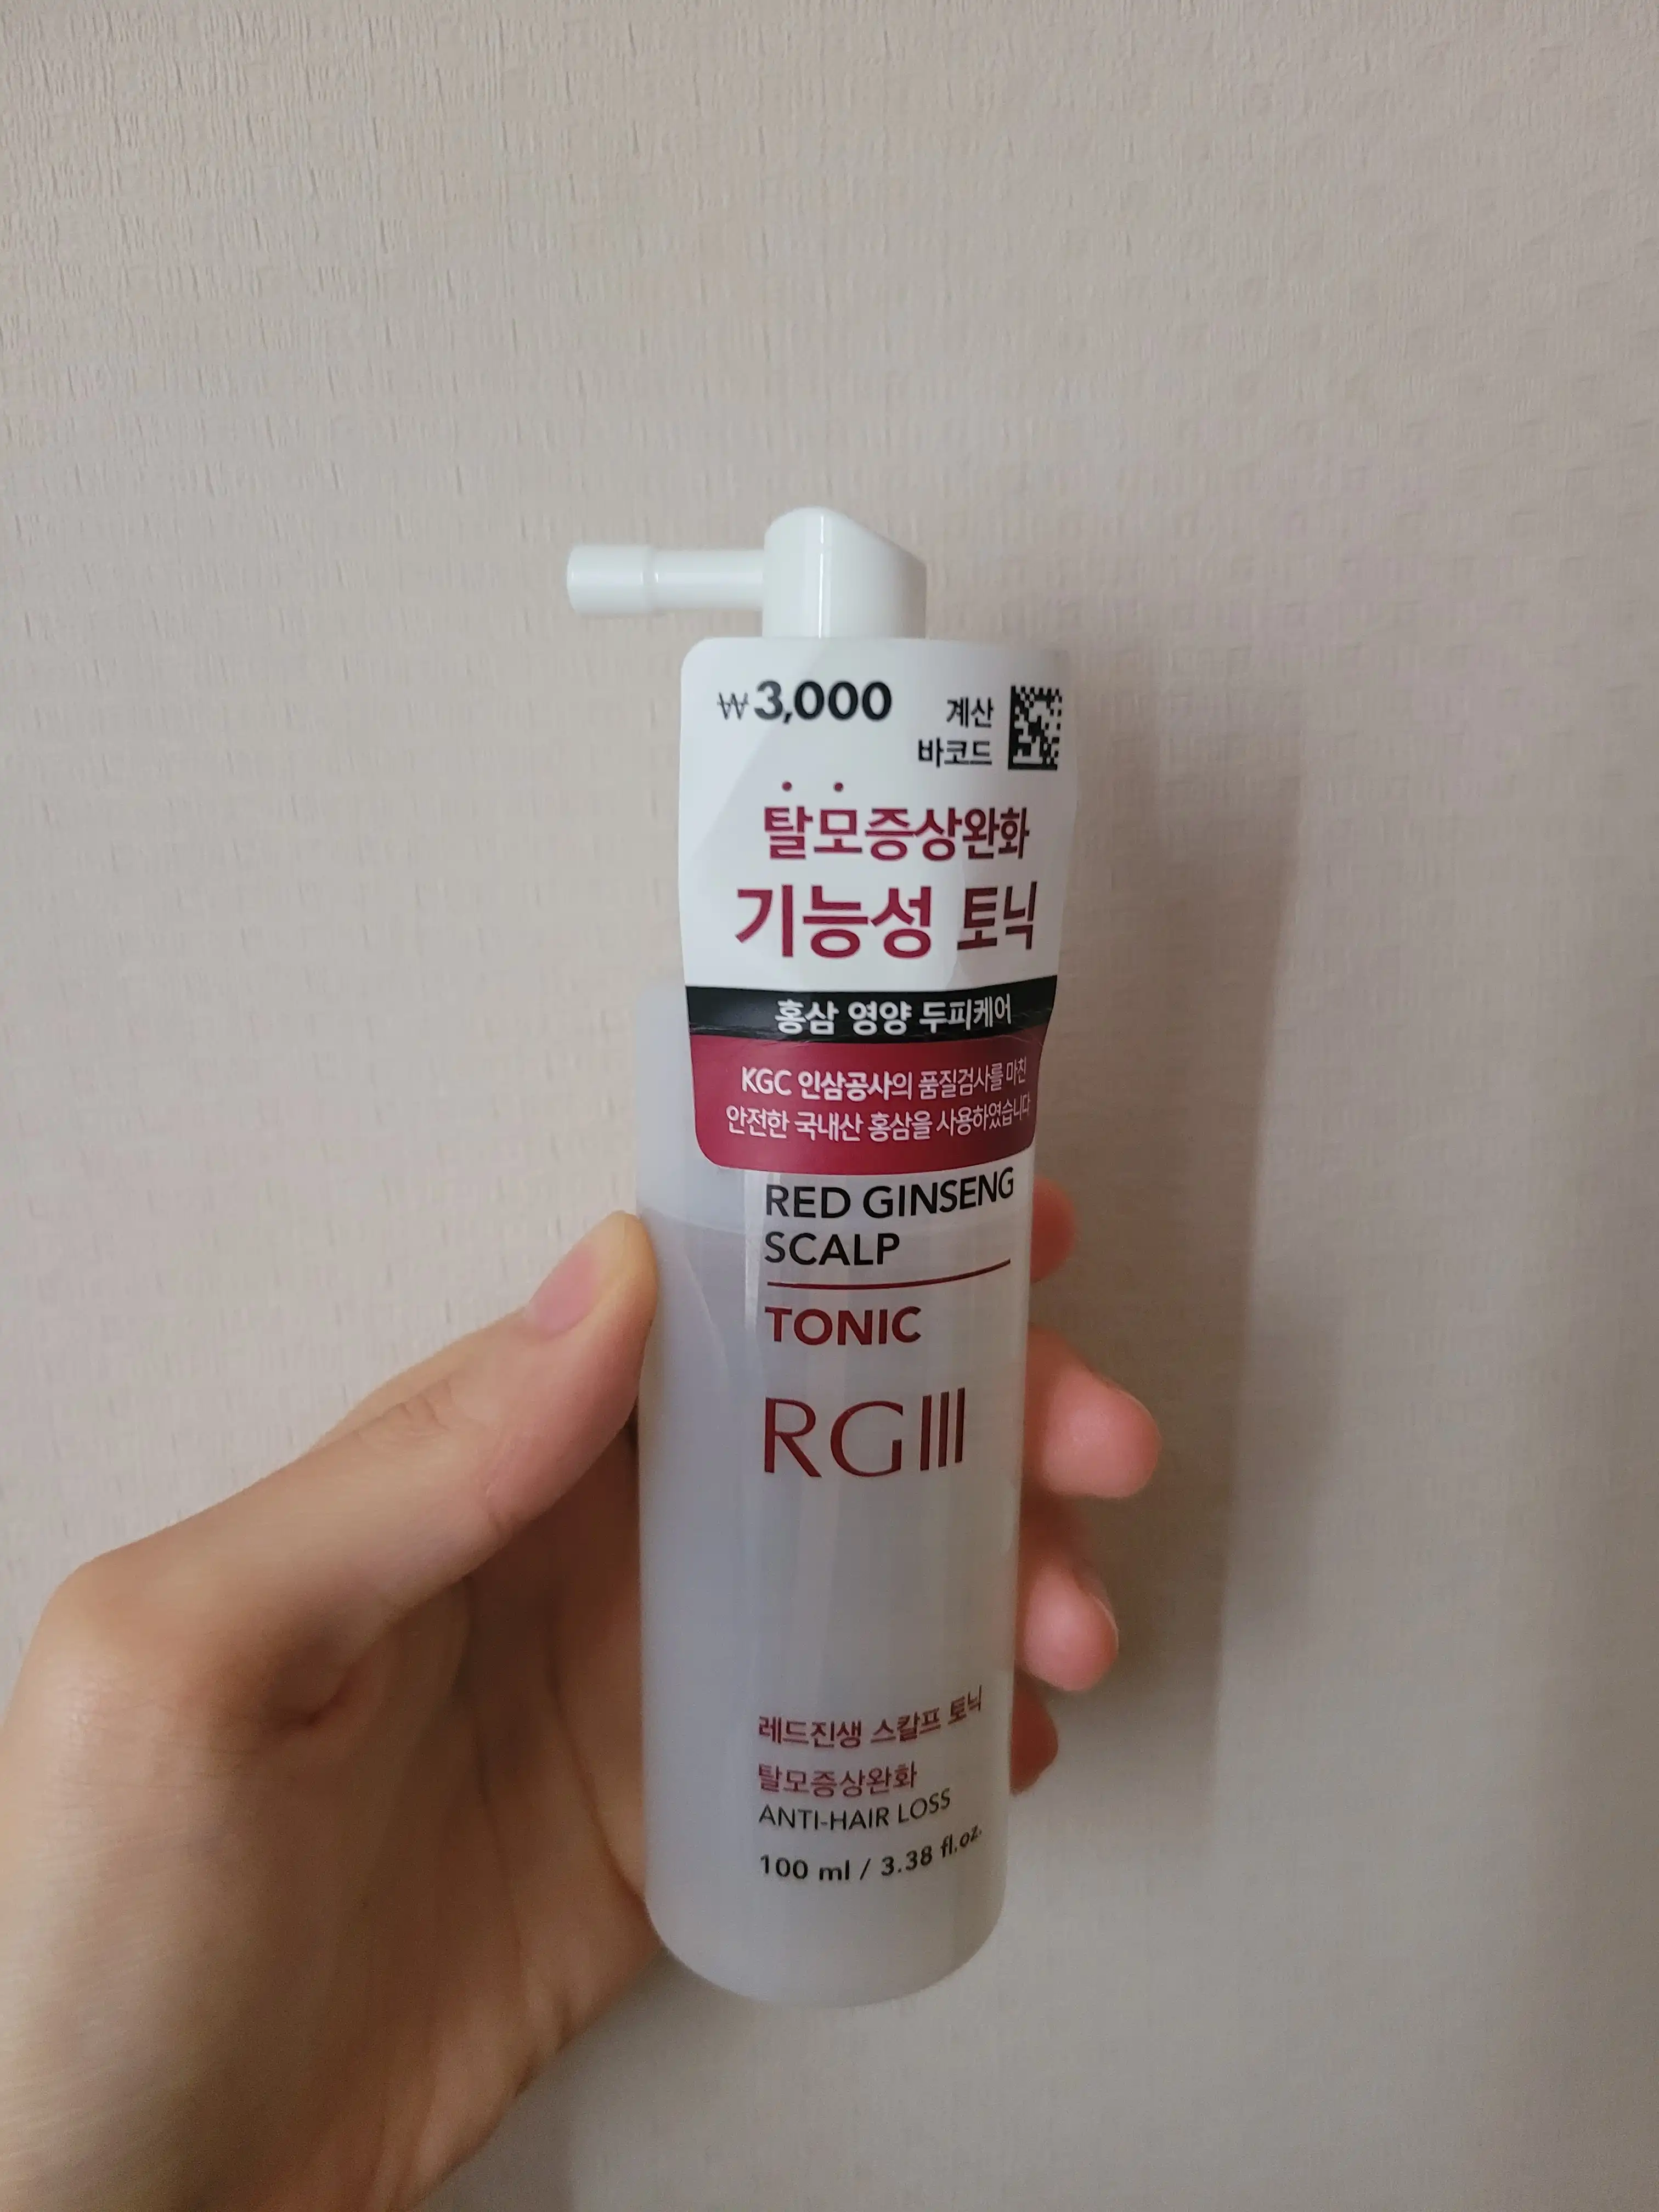 ₩3,000
계산
바코드
탈모증상완화
기능성 토닉
홍삼 영양 두피케어
KGC 인삼공사의 품질검사를 마친
안전한 국내산 홍삼을 사용하였습니다
RED GINSENG
SCALP
TONIC
RGIII
레드진생 스칼프 토닉
탈모증상완화
ANTI-HAIR LOSS
100 ml / 3.38 fl.oz.